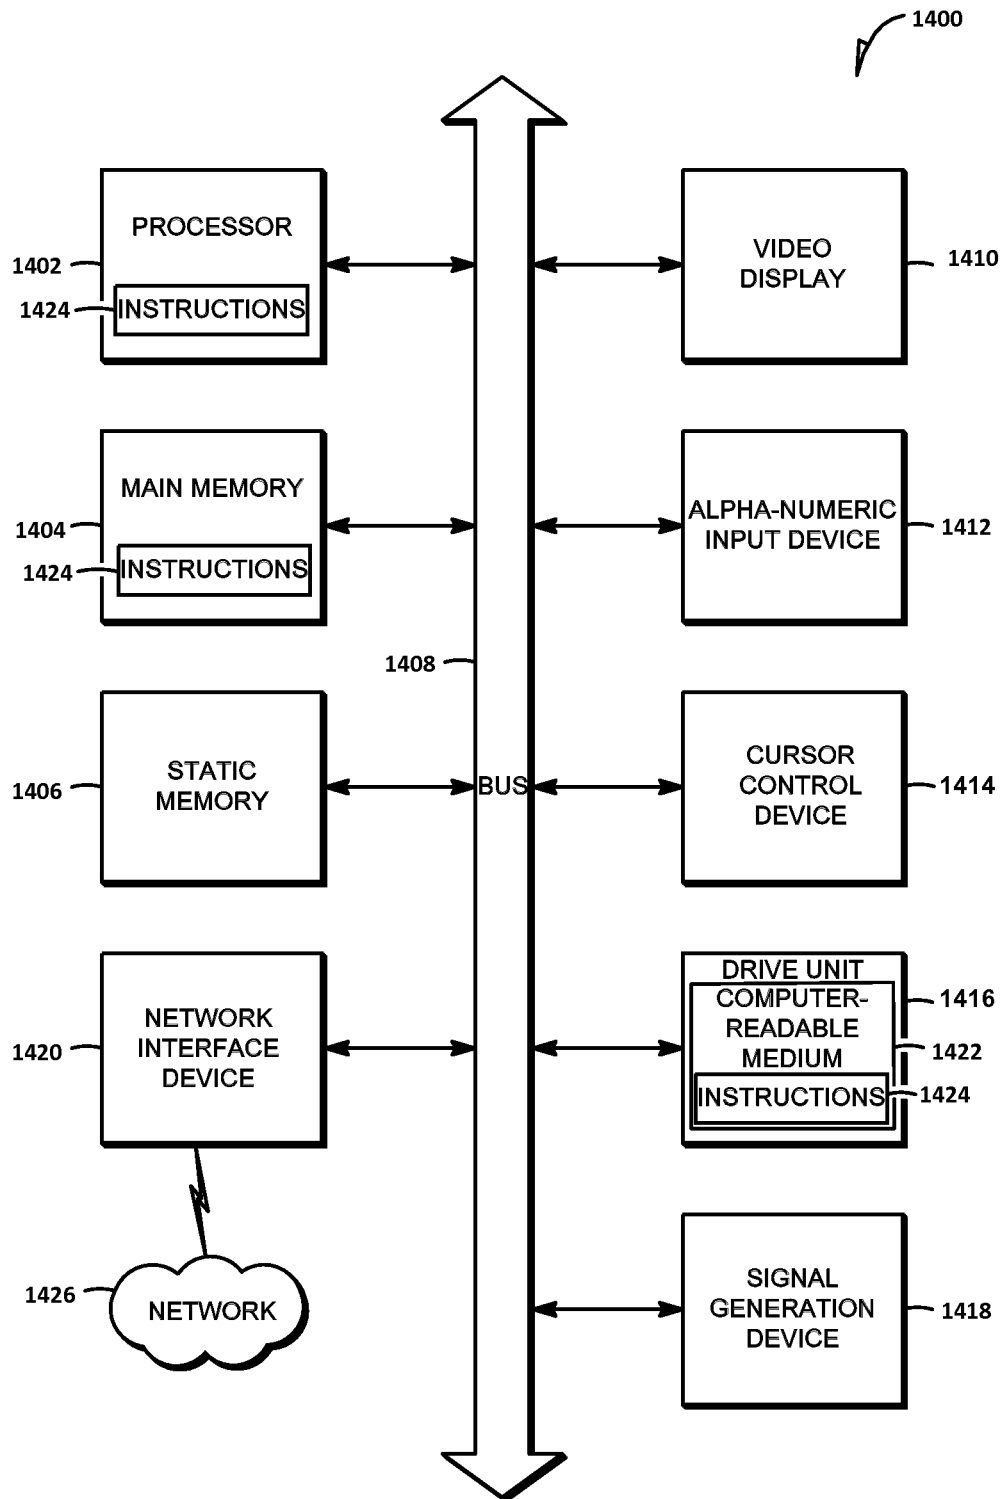 1400
PROCESSOR
1402
1424
INSTRUCTIONS
VIDEO
DISPLAY
1410
MAIN MEMORY
1404
1424
INSTRUCTIONS
ALPHA-NUMERIC
INPUT DEVICE
1412
1408
STATIC
MEMORY
1406
BUS
CURSOR
CONTROL
DEVICE
1414
NETWORK
INTERFACE
DEVICE
1420
DRIVE UNIT
1416
COMPUTER-
READABLE
MEDIUM
1422
INSTRUCTIONS
1424
1426
NETWORK
SIGNAL
GENERATION
DEVICE
1418